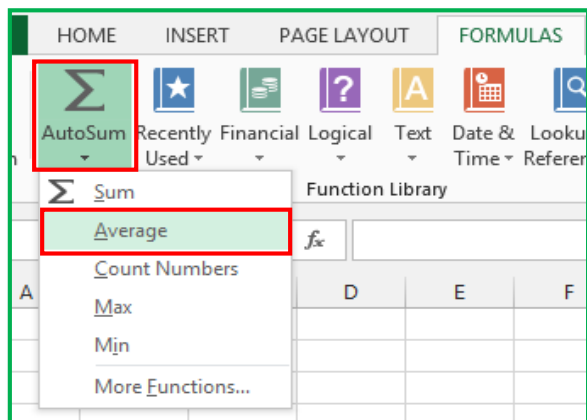 HOME INSERT PAGE LAYOUT FORMULAS
Σ ? A
AutoSum Recently Used Financial Logical Text Date & Time
Function Library
Σ Sum
Average
Count Numbers
Max
Min
More Functions...
fx
A D E F